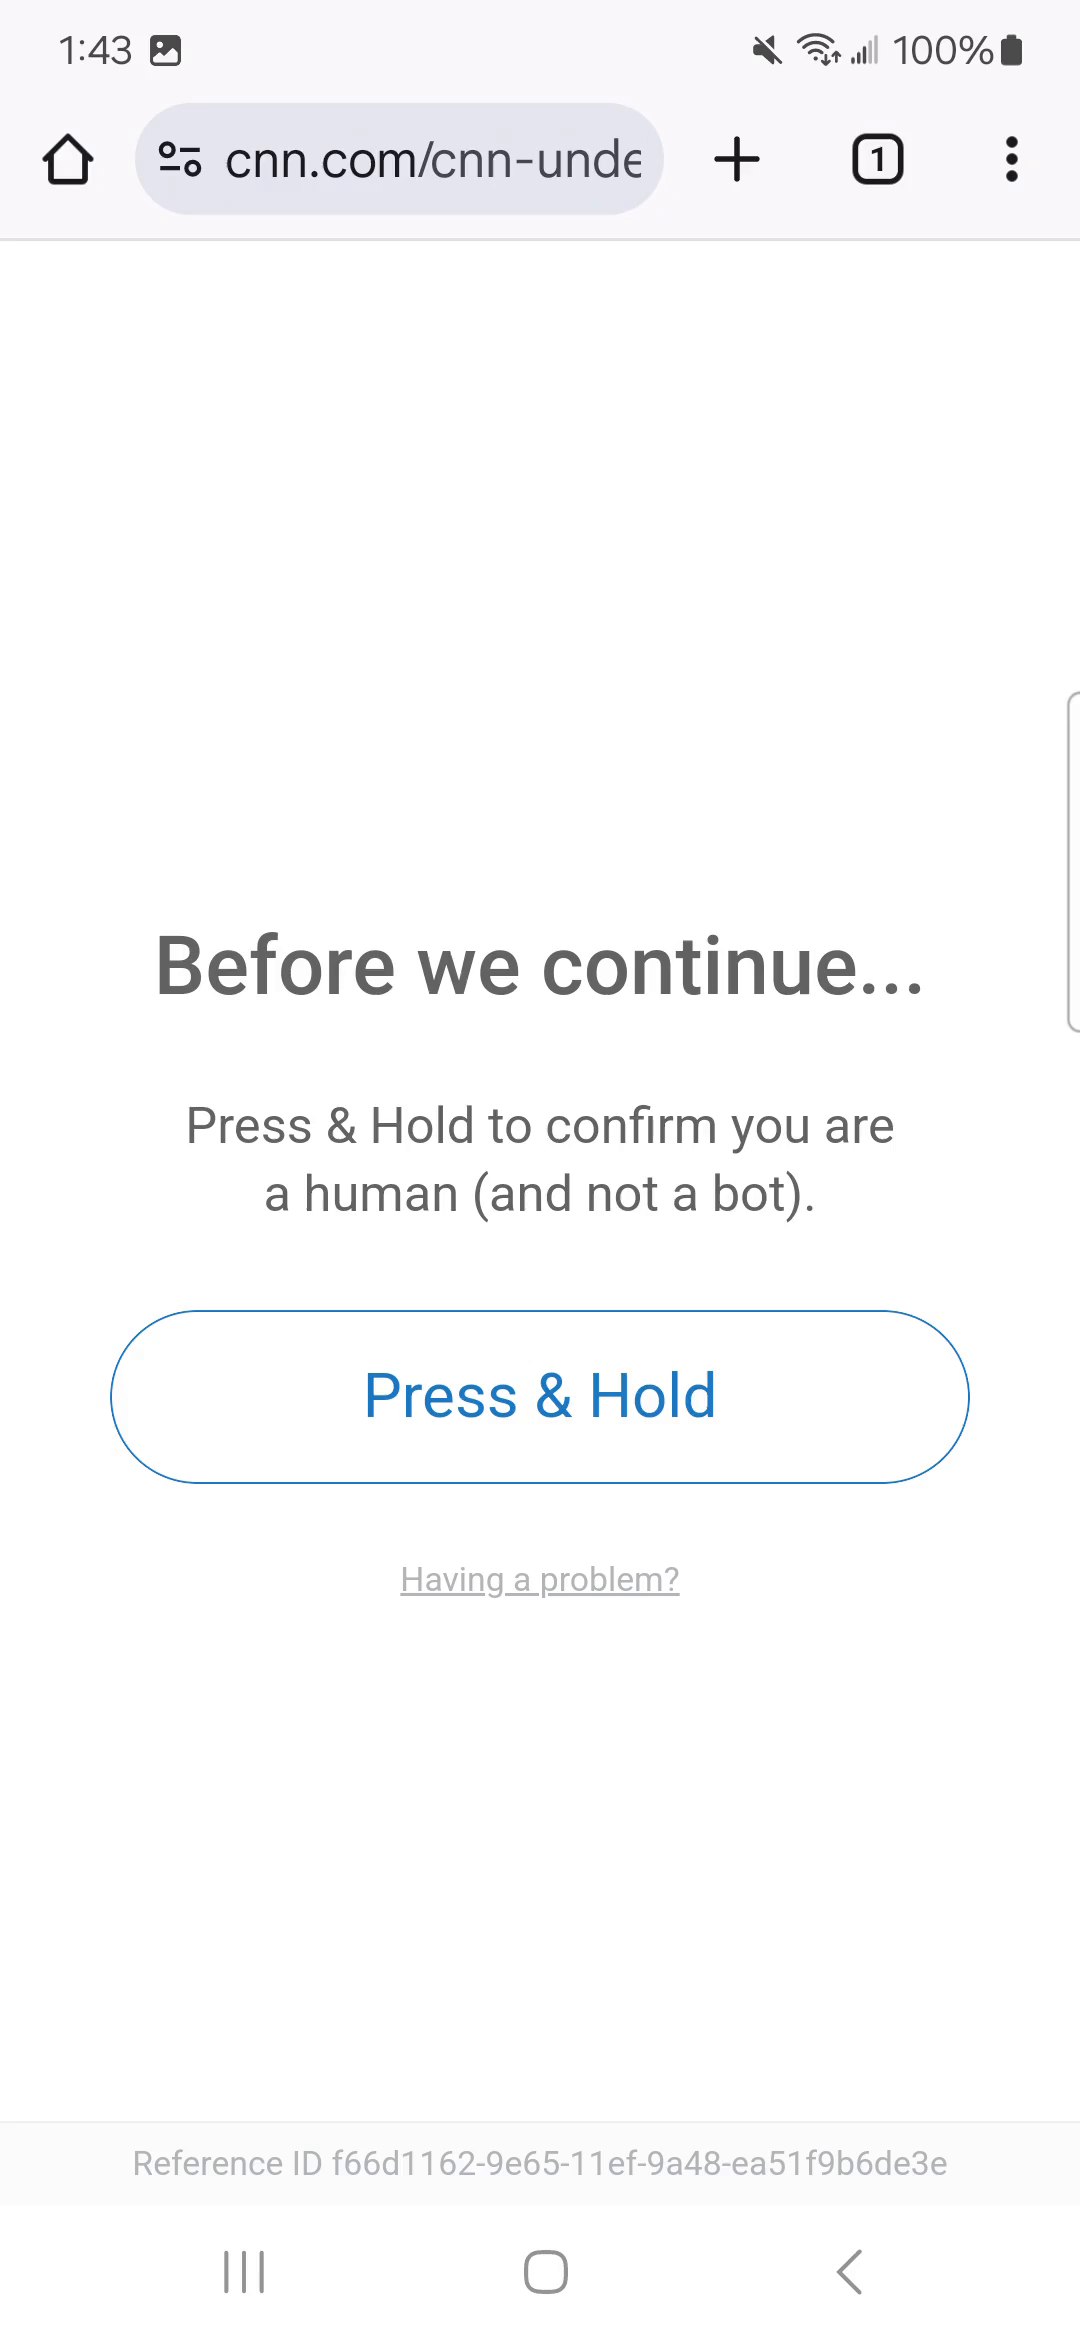 1:43
100%
cnn.com/cnn-unde
1
Before we continue...
Press & Hold to confirm you are
a human (and not a bot).
Press & Hold
Having a problem?
Reference ID f66d1162-9e65-11ef-9a48-ea51f9b6de3e